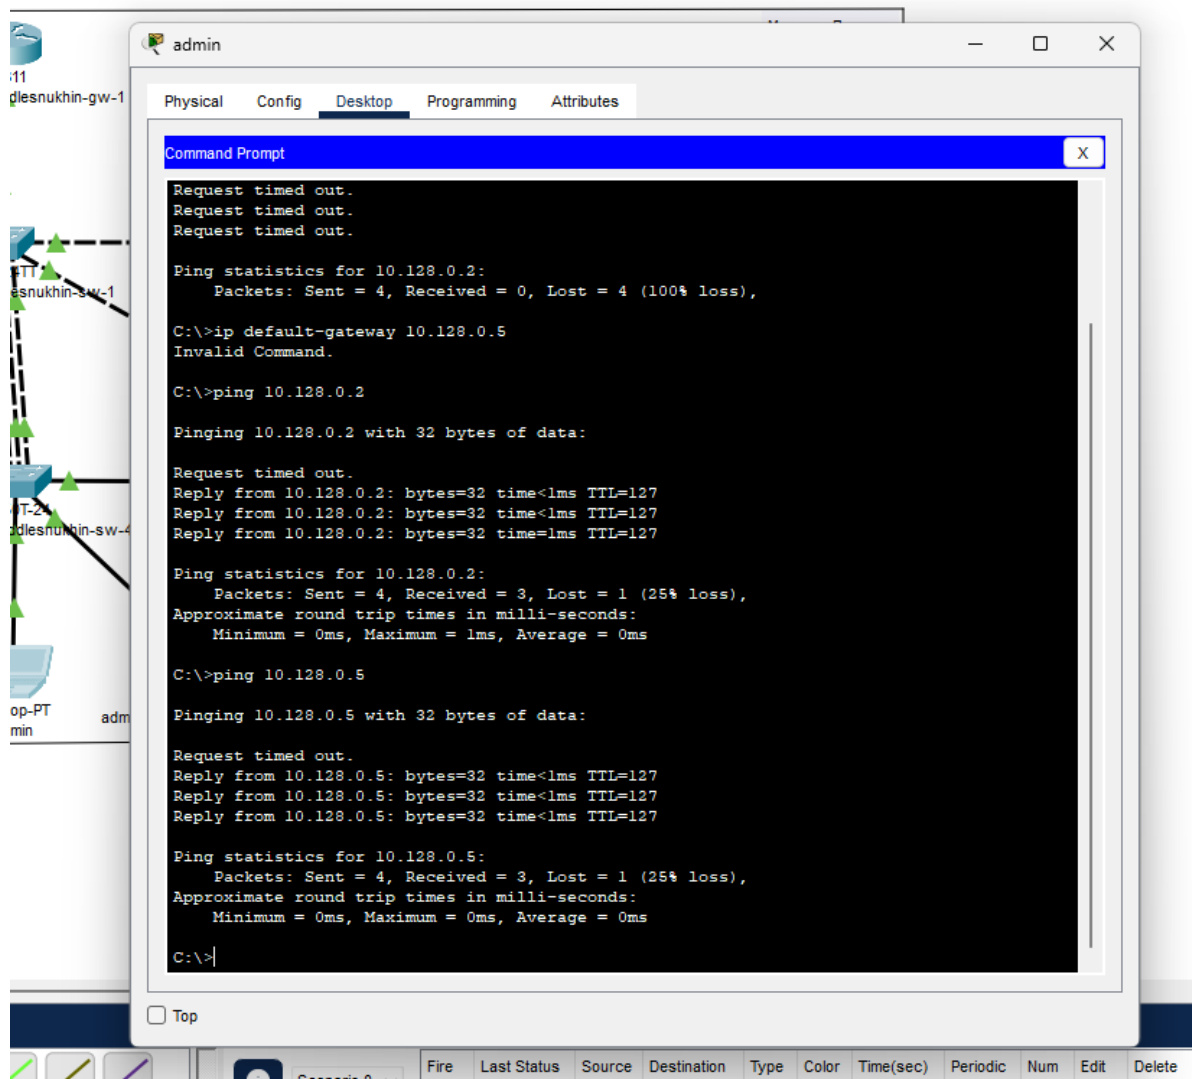 admin
811
dlesnukhin-gw-1
Physical Config Desktop Programming Attributes
Command Prompt
X
Request timed out.
Request timed out.
Request timed out.
Ping statistics for 10.128.0.2:
Packets: Sent = 4, Received = 0, Lost = 4 (100% loss),
C:\>ip default-gateway 10.128.0.5
Invalid Command.
C:\>ping 10.128.0.2
Pinging 10.128.0.2 with 32 bytes of data:
Request timed out.
Reply from 10.128.0.2: bytes=32 time<1ms TTL=127
Reply from 10.128.0.2: bytes=32 time<1ms TTL=127
Reply from 10.128.0.2: bytes=32 time=1ms TTL=127
Ping statistics for 10.128.0.2:
Packets: Sent = 4, Received = 3, Lost = 1 (25% loss),
Approximate round trip times in milli-seconds:
Minimum = 0ms, Maximum = 1ms, Average = 0ms
C:\>ping 10.128.0.5
Pinging 10.128.0.5 with 32 bytes of data:
Request timed out.
Reply from 10.128.0.5: bytes=32 time<1ms TTL=127
Reply from 10.128.0.5: bytes=32 time<1ms TTL=127
Reply from 10.128.0.5: bytes=32 time<1ms TTL=127
Ping statistics for 10.128.0.5:
Packets: Sent = 4, Received = 3, Lost = 1 (25% loss),
Approximate round trip times in milli-seconds:
Minimum = 0ms, Maximum = 0ms, Average = 0ms
C:\>
4TT
esnukhin-sw-1
0T-24
dlesnukhin-sw-4
op-PT
min
adm
Top
Fire Last Status Source Destination Type Color Time(sec) Periodic Num Edit Delete